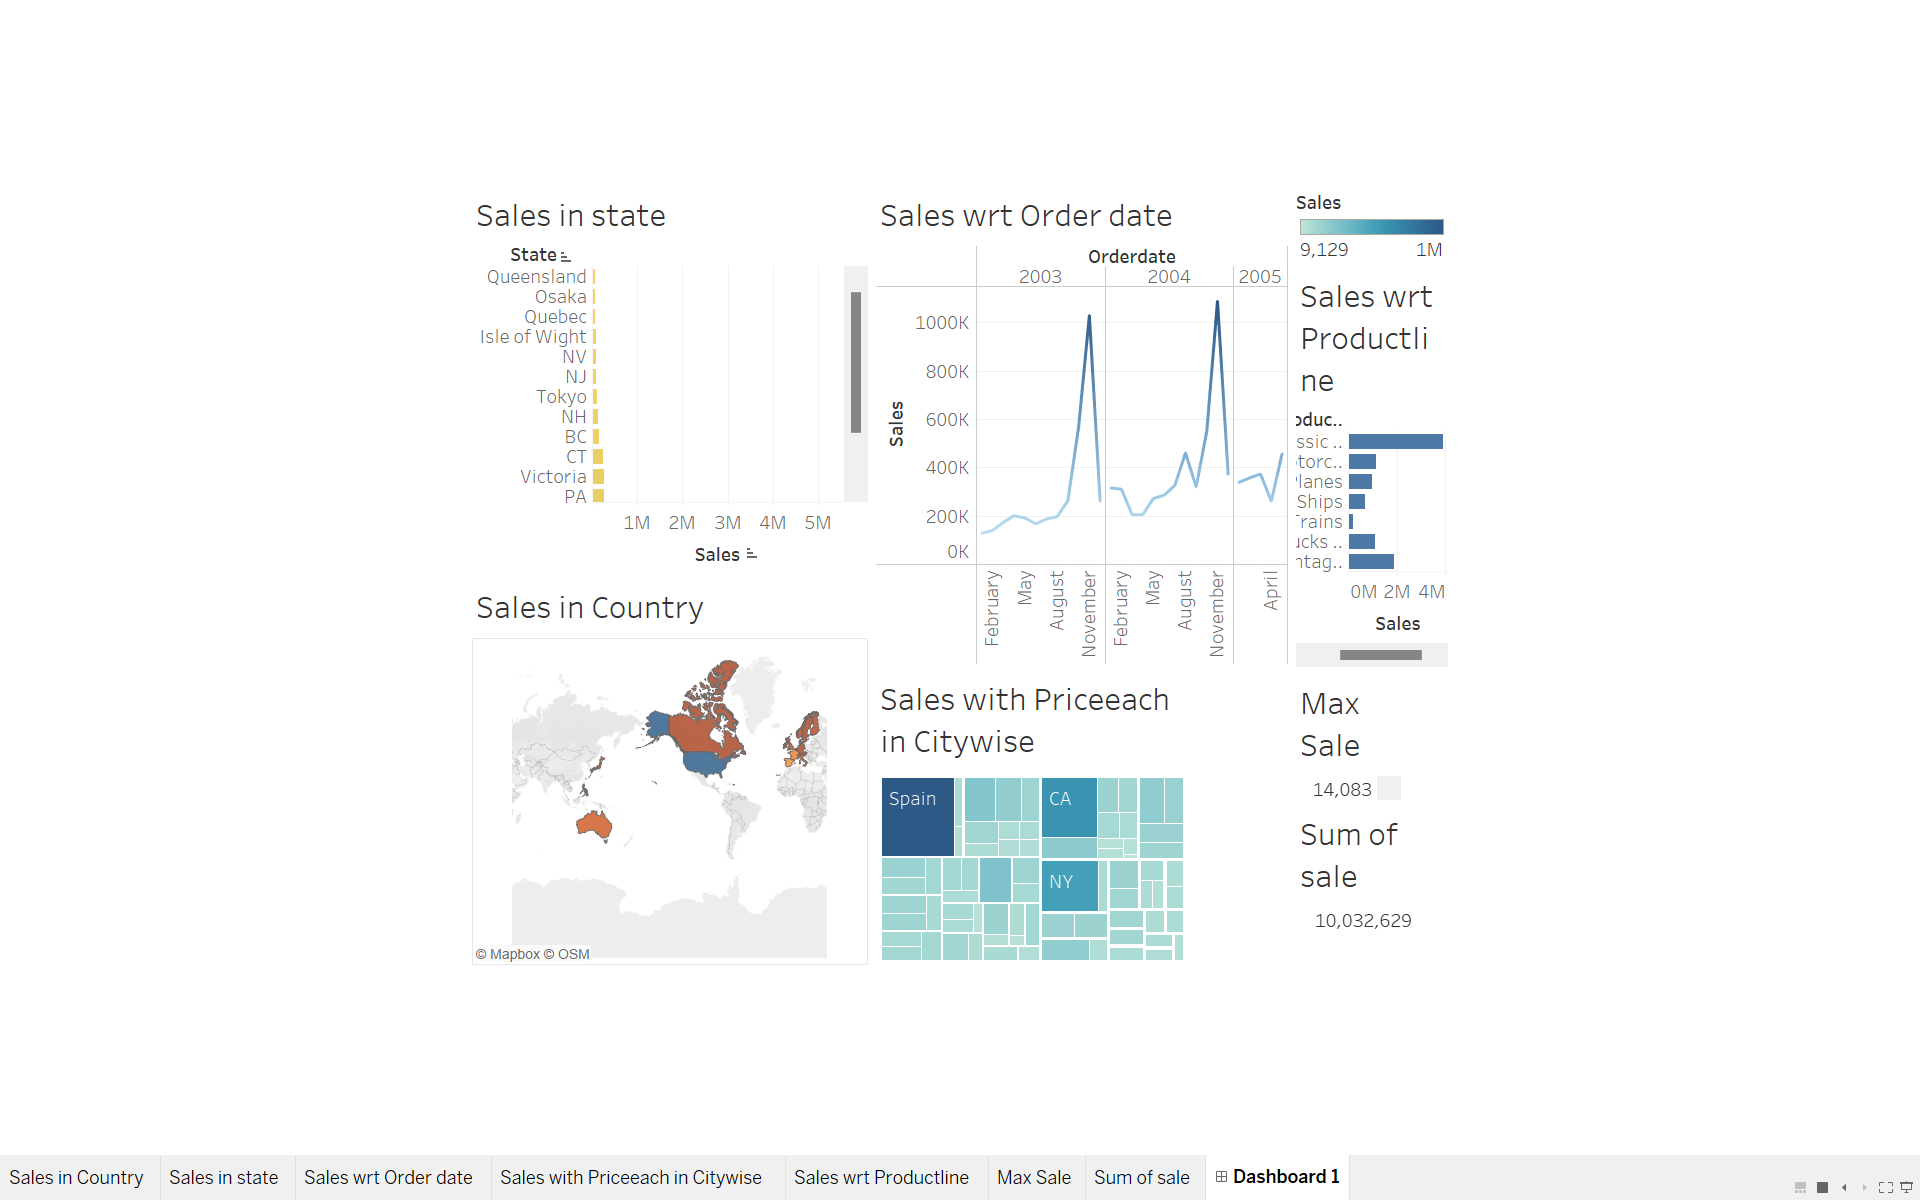 Sales in state
State
Queensland
Osaka
Quebec
Isle of Wight
NV
NJ
Tokyo
NH
BC
CT
Victoria
PA
1M 2M 3M 4M 5M
Sales
Sales in Country
© Mapbox © OSM
Sales wrt Order date
Orderdate
2003 2004 2005
1000K
800K
600K
400K
200K
0K
Sales
February May August November February May August November April
Sales with Priceeach
in Citywise
Spain
CA
NY
Sales
9,129 1M
Sales wrt
Productli
ne
oduc..
ssic ..
torc..
Planes
Ships
Trains
ucks ..
ntag..
0M 2M 4M
Sales
Max
Sale
14,083
Sum of
sale
10,032,629
Sales in Country Sales in state Sales wrt Order date Sales with Priceeach in Citywise Sales wrt Productline Max Sale Sum of sale Dashboard 1